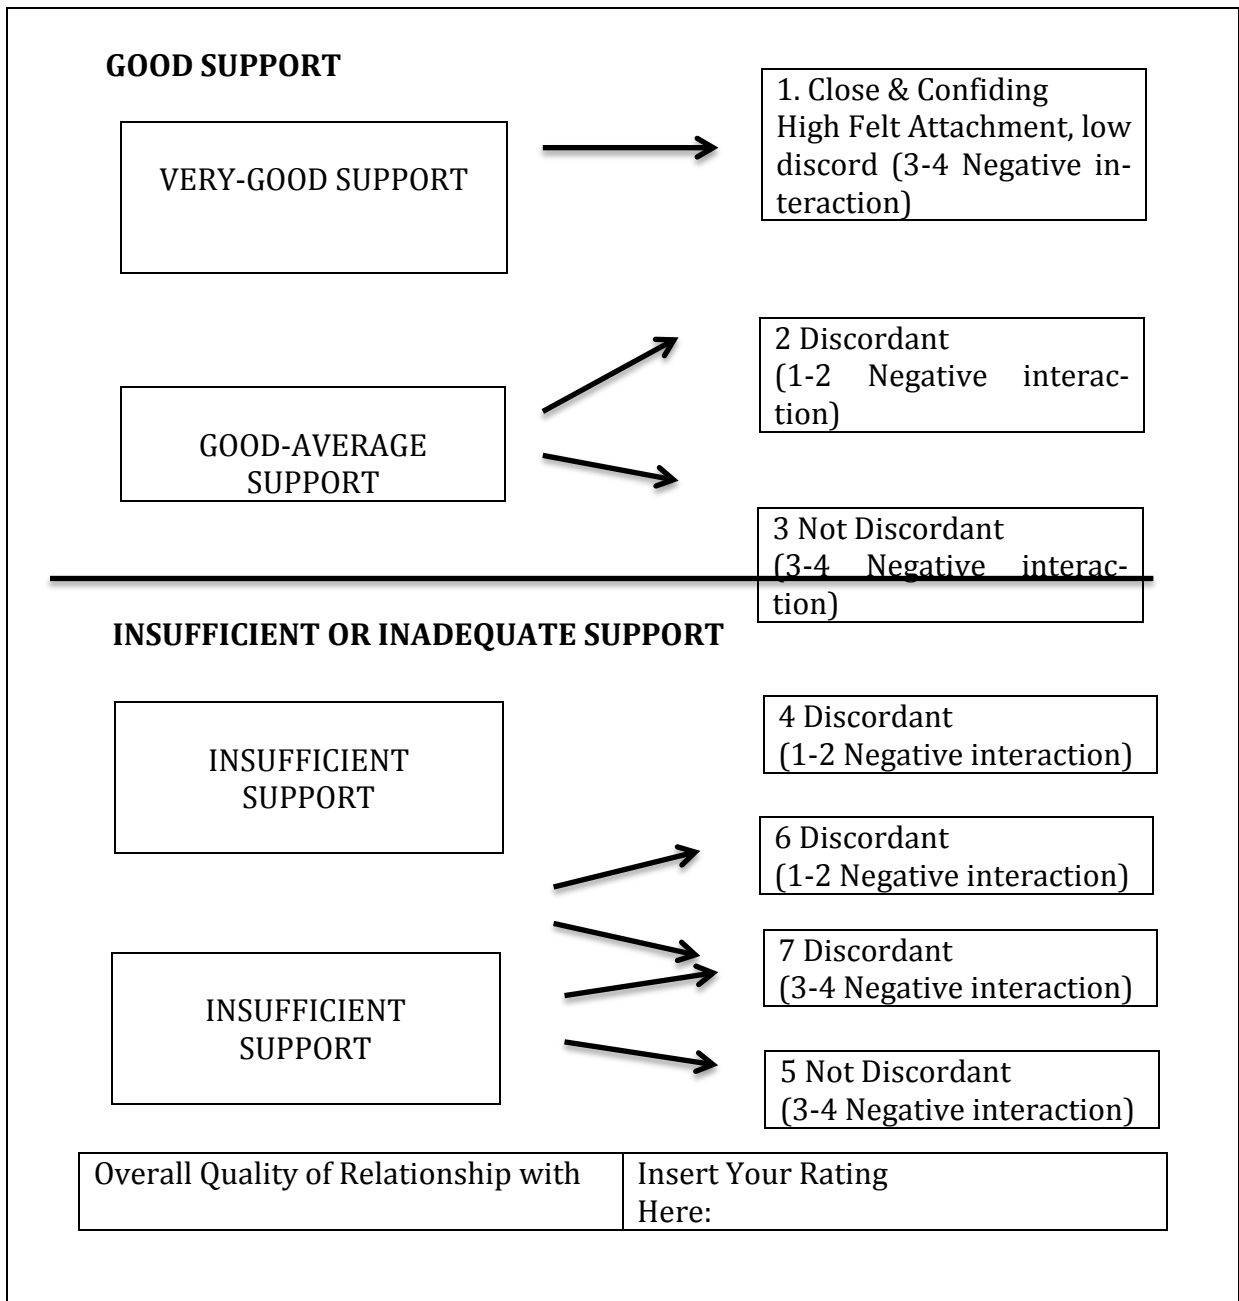 GOOD SUPPORT
VERY-GOOD SUPPORT
1. Close & Confiding
High Felt Attachment, low
discord (3-4 Negative in-
teraction)
GOOD-AVERAGE
SUPPORT
2 Discordant
(1-2 Negative interac-
tion)
3 Not Discordant
(3-4 Negative interac-
tion)
INSUFFICIENT OR INADEQUATE SUPPORT
INSUFFICIENT
SUPPORT
4 Discordant
(1-2 Negative interaction)
6 Discordant
(1-2 Negative interaction)
INSUFFICIENT
SUPPORT
7 Discordant
(3-4 Negative interaction)
5 Not Discordant
(3-4 Negative interaction)
Overall Quality of Relationship with
Insert Your Rating
Here: